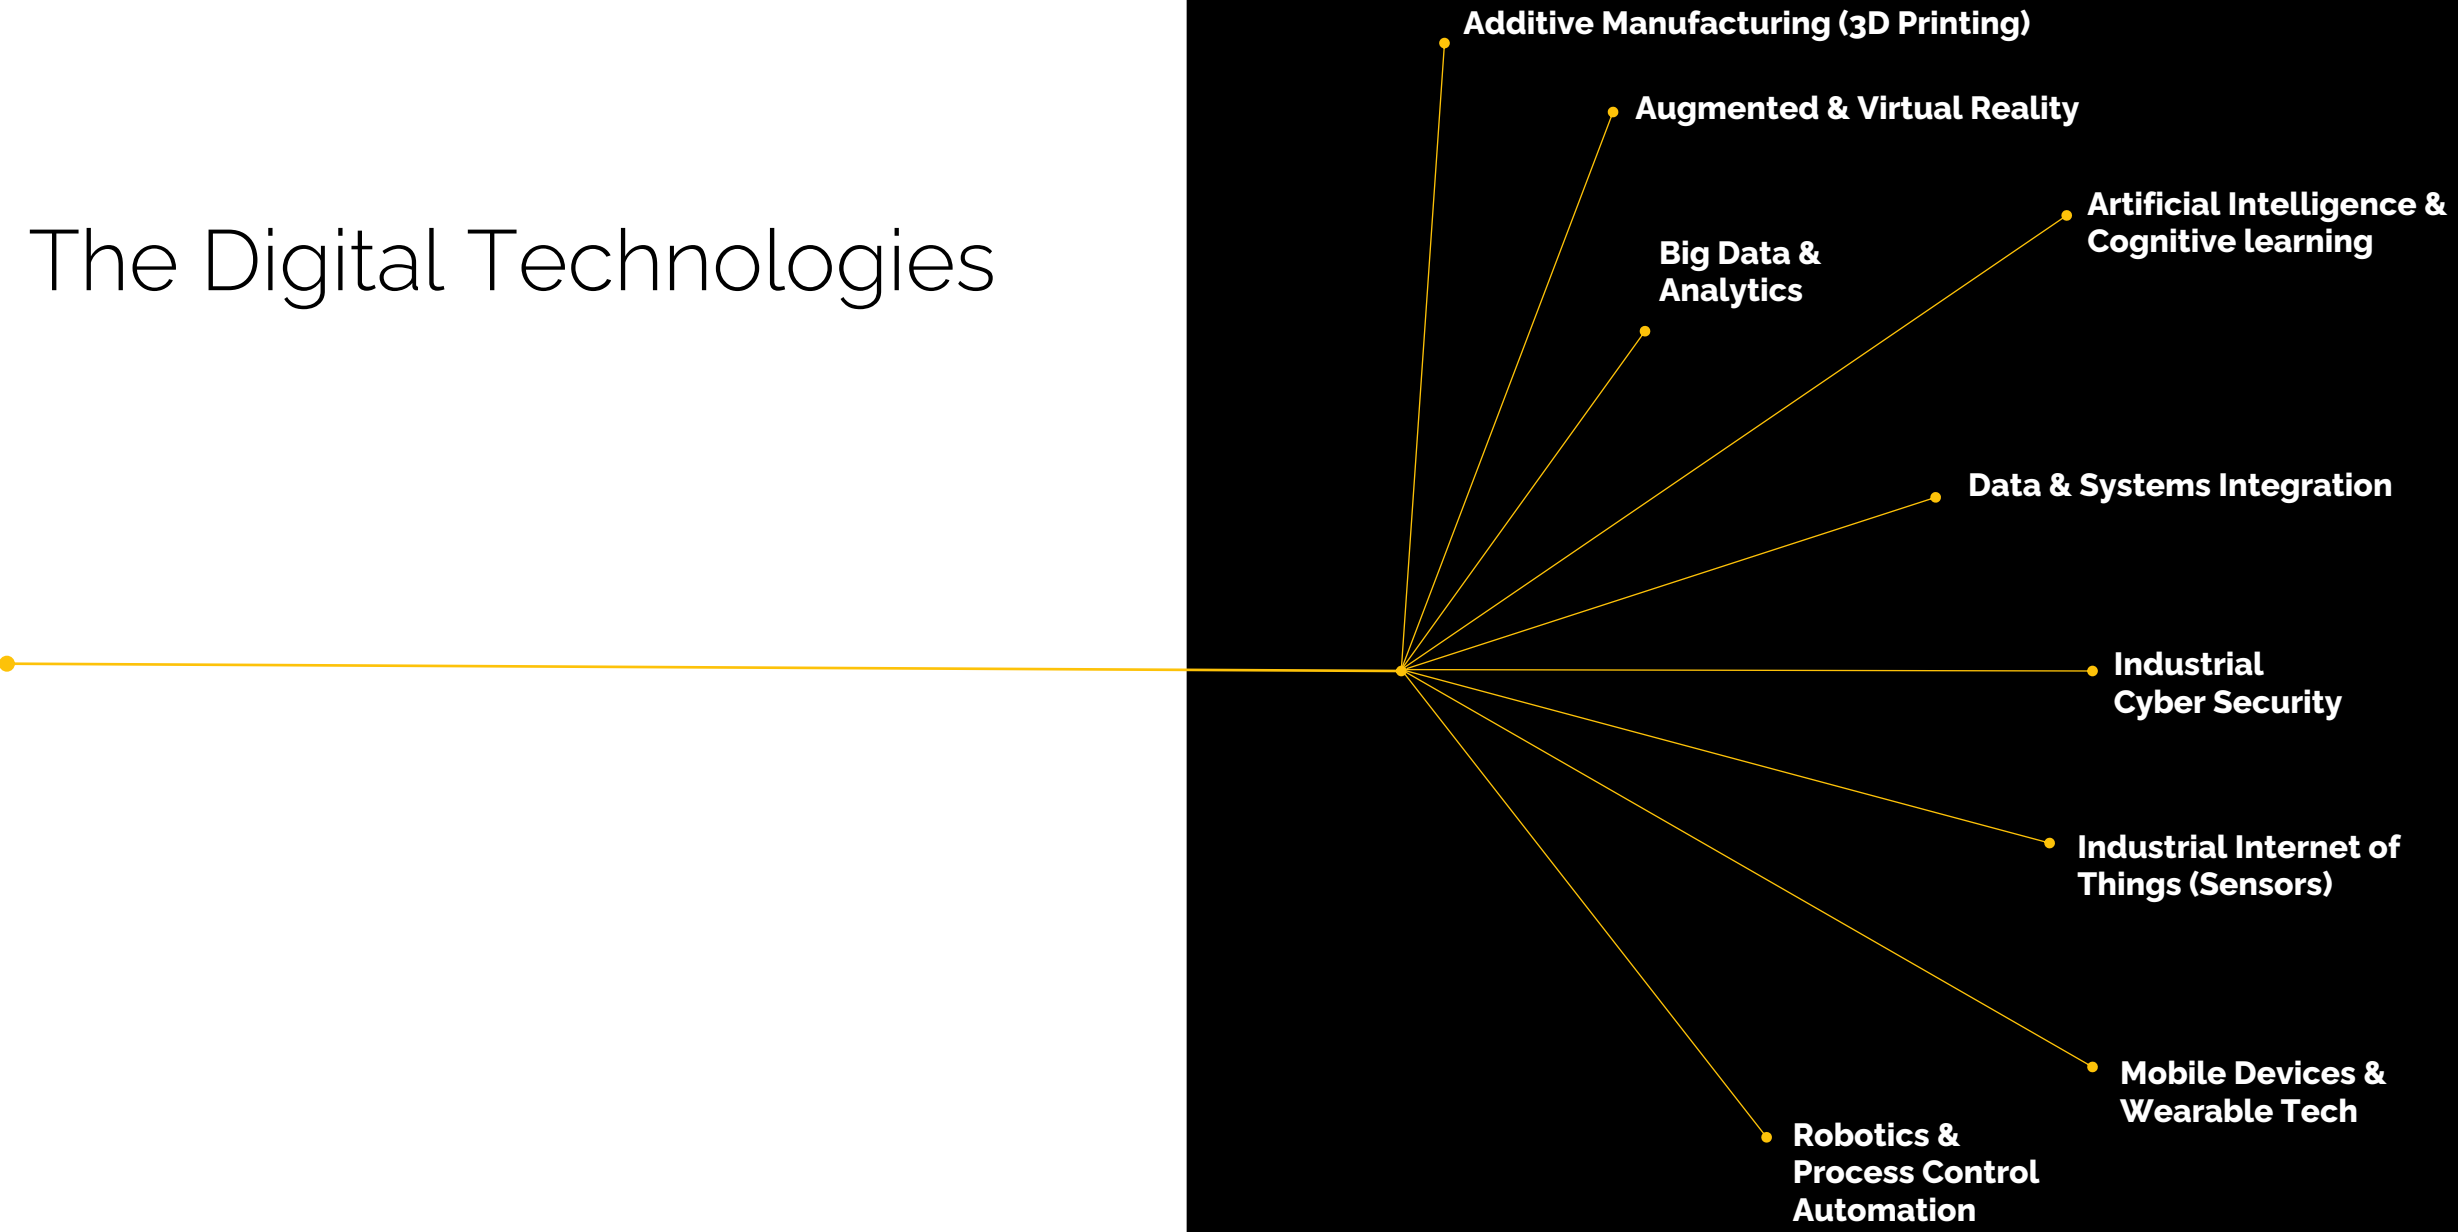 The Digital Technologies
Additive Manufacturing (3D Printing)
Augmented & Virtual Reality
Artificial Intelligence &
Cognitive learning
Big Data &
Analytics
Data & Systems Integration
Industrial
Cyber Security
Industrial Internet of
Things (Sensors)
Mobile Devices &
Wearable Tech
Robotics &
Process Control
Automation